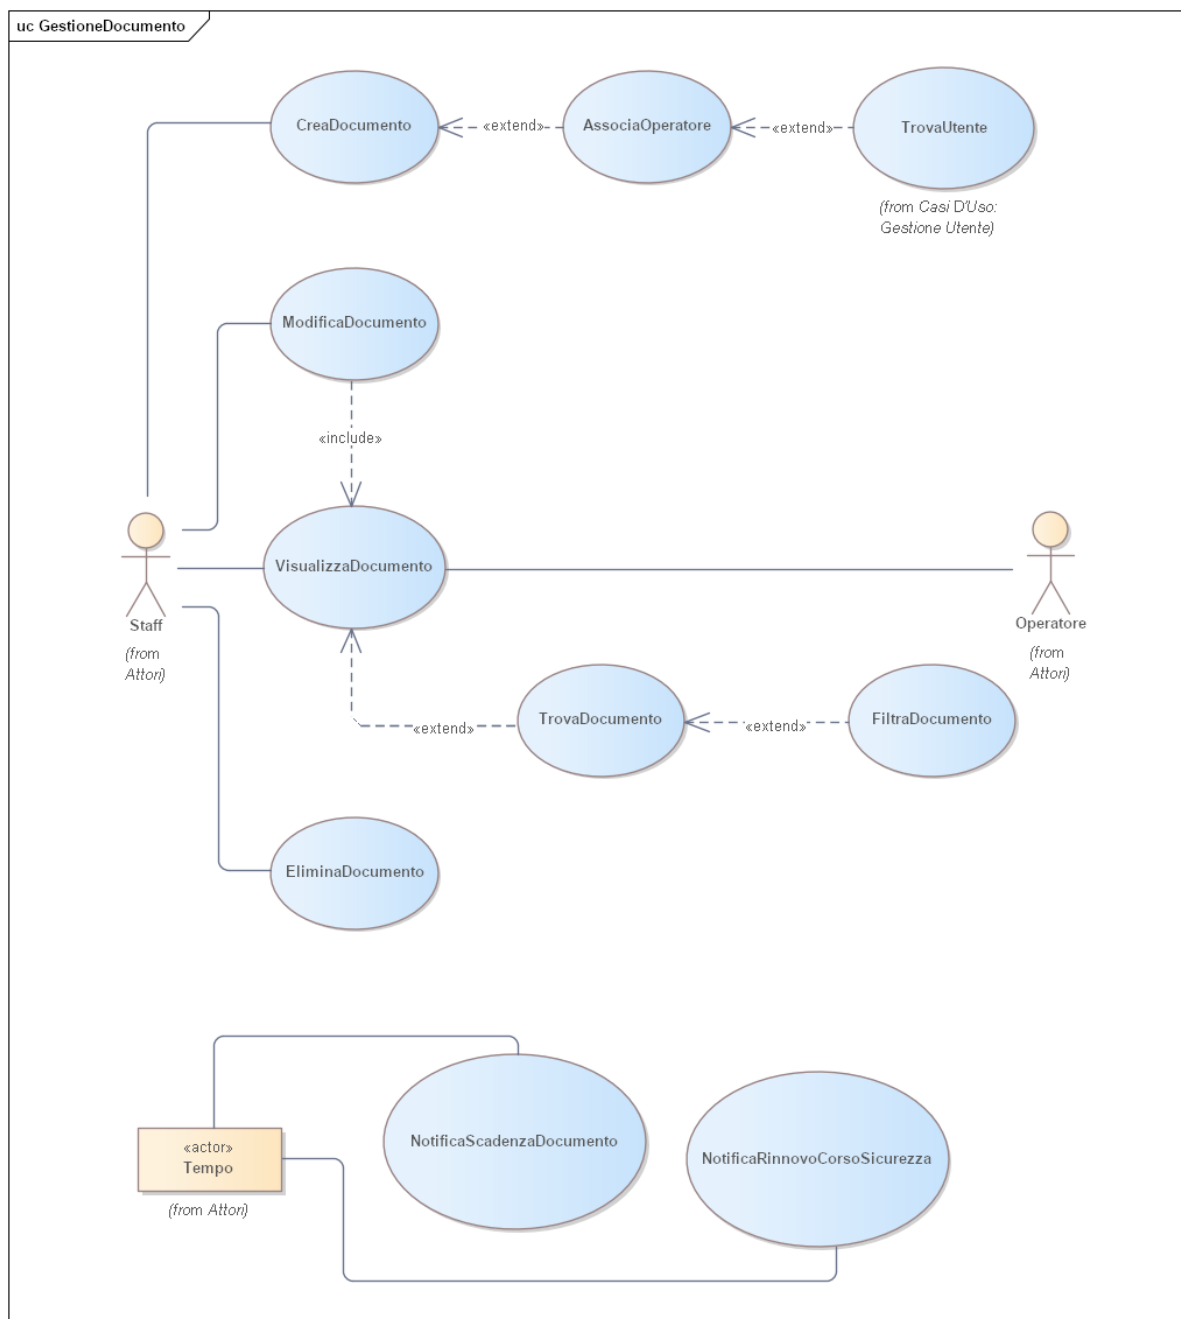 uc GestioneDocumento
CreaDocumento
«extend»
AssociaOperatore
«extend»
TrovaUtente
(from Casi D'Uso:
Gestione Utente)
ModificaDocumento
«include»
VisualizzaDocumento
Staff
(from
Attori)
Operatore
(from
Attori)
«extend»
TrovaDocumento
«extend»
FiltraDocumento
EliminaDocumento
«actor»
Tempo
(from Attori)
NotificaScadenzaDocumento
NotificaRinnovoCorsoSicurezza